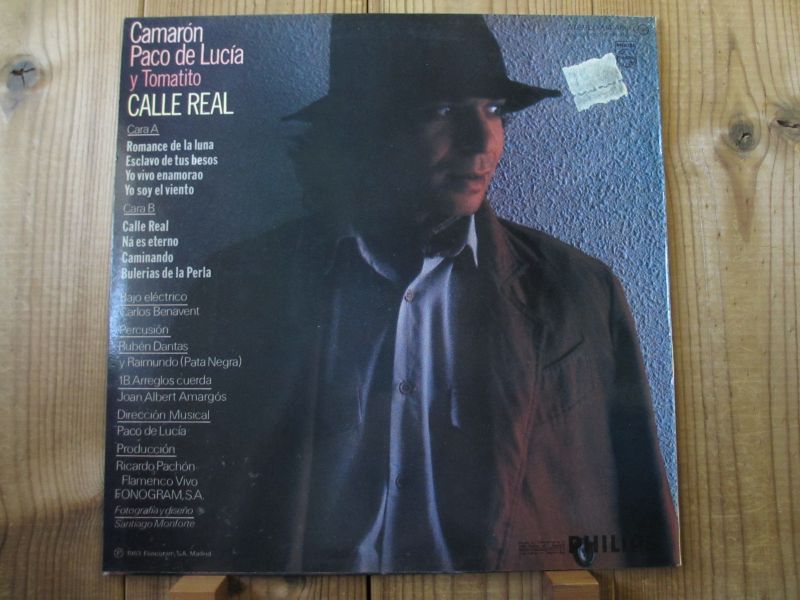 Camarón
Paco de Lucía
y Tomatito
CALLE REAL
Cara A
Romance de la luna
Esclavo de tus besos
Yo vivo enamorao
Yo soy el viento
Cara B
Calle Real
Ná es eterno
Caminando
Bulerias de la Perla
Bajo eléctrico
Carlos Benavent
Percusión
Rubén Dantas
y Raimundo (Pata Negra)
1B Arreglos cuerda
Joan Albert Amargós
Dirección Musical
Paco de Lucía
Producción
Ricardo Pachón
Flamenco Vivo
FONOGRAM, S.A.
Fotografía y diseño
Santiago Monforte
℗ 1983 Fonogram, S.A. Madrid
PHILIPS